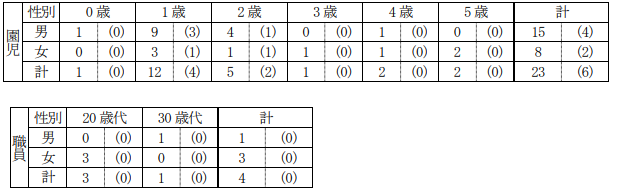 園児
性別 0歳 1歳 2歳 3歳 4歳 5歳 計
男 1 (0) 9 (3) 4 (1) 0 (0) 1 (0) 0 (0) 15 (4)
女 0 (0) 3 (1) 1 (1) 1 (0) 1 (0) 2 (0) 8 (2)
計 1 (0) 12 (4) 5 (2) 1 (0) 2 (0) 2 (0) 23 (6)
職員
性別 20歳代 30歳代 計
男 0 (0) 1 (0) 1 (0)
女 3 (0) 0 (0) 3 (0)
計 3 (0) 1 (0) 4 (0)